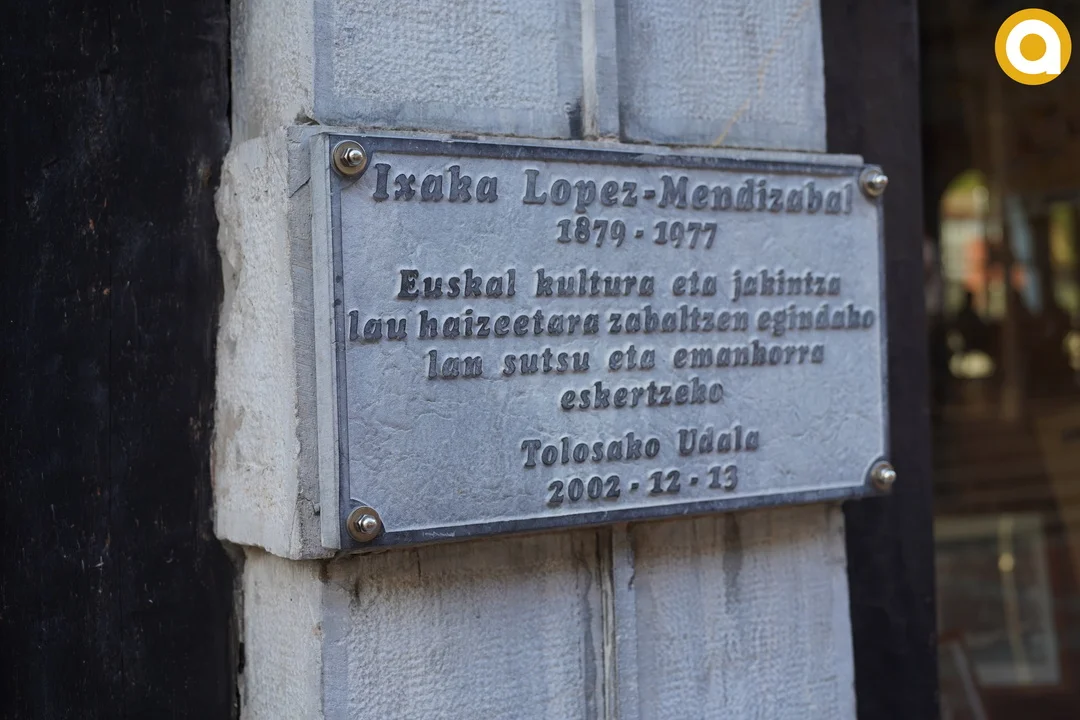 Ixaka Lopez-Mendizabal
1879 - 1977
Euskal kultura eta jakintza
lau haizeetara zabaltzen egindako
lan sutsu eta emankorra
eskertzeko
Tolosako Udala
2002 - 12 - 13
a